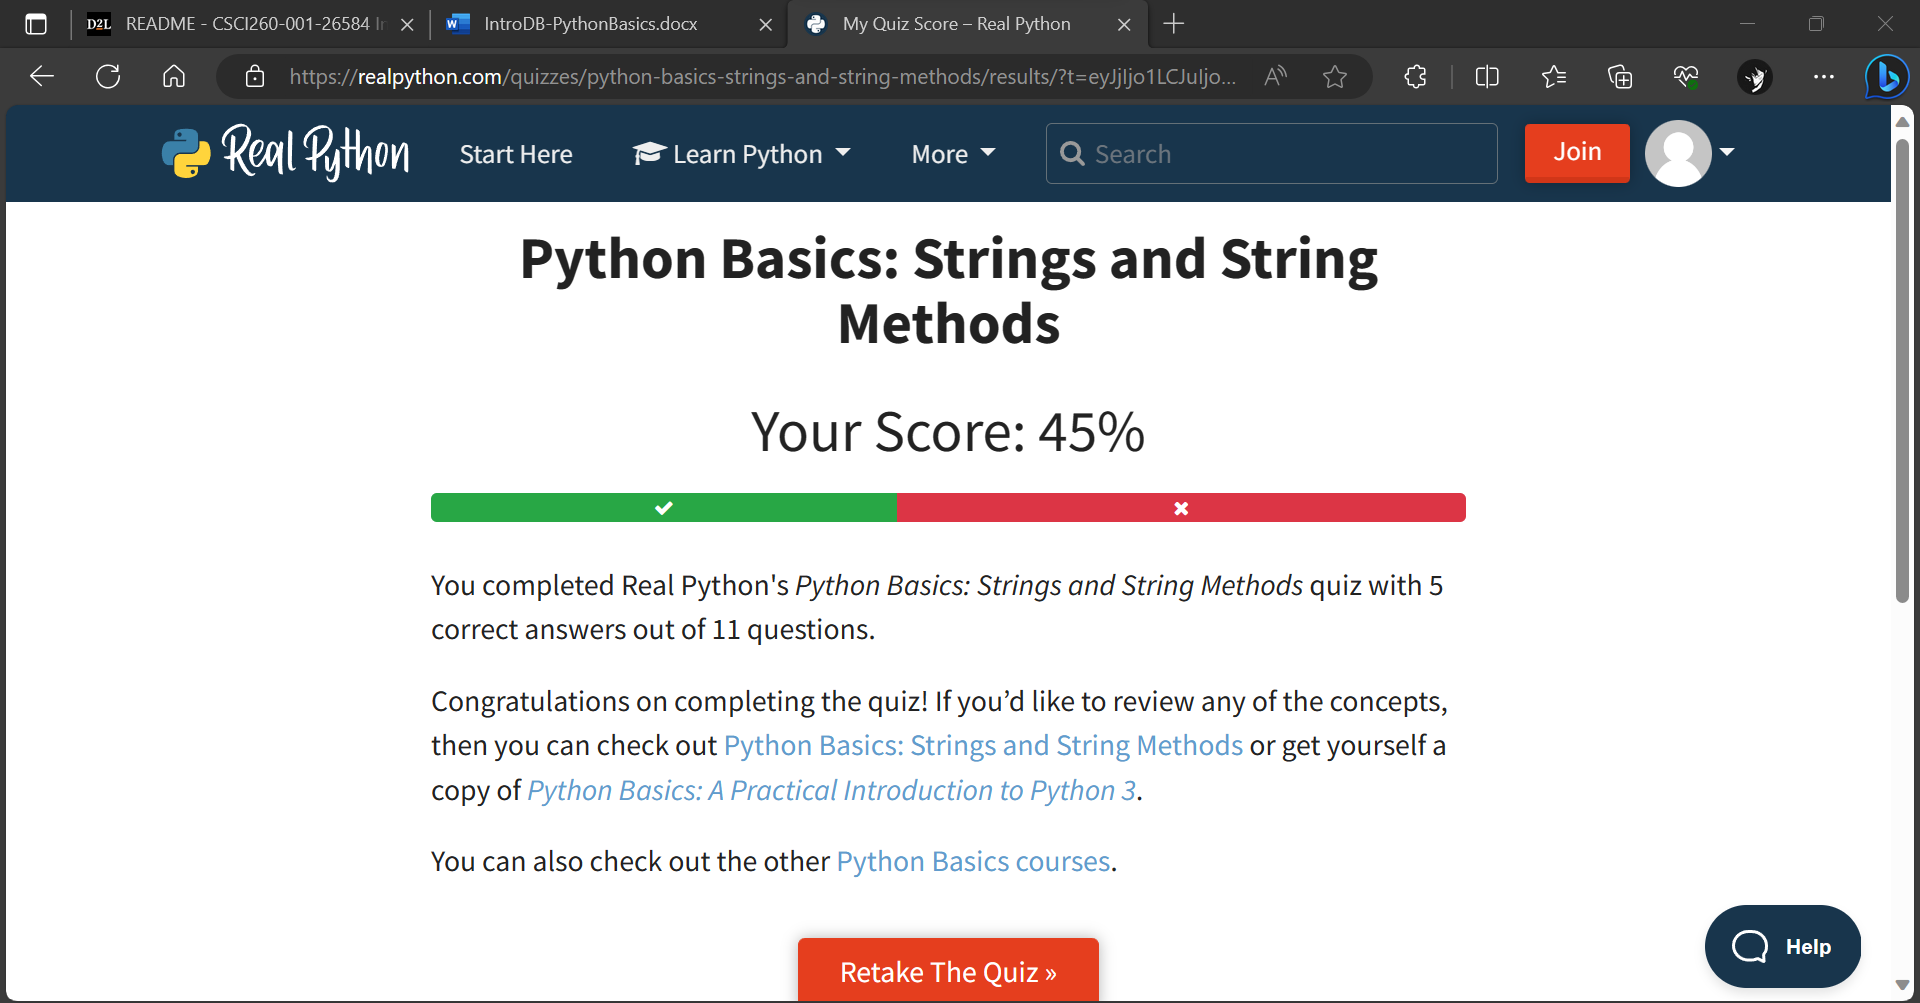 README - CSCI260-001-26584 I
IntroDB-PythonBasics.docx
My Quiz Score – Real Python
https://realpython.com/quizzes/python-basics-strings-and-string-methods/results/?t=eyJjIjo1LCJuIjo...
Real Python
Start Here
Learn Python
More
Search
Join
Python Basics: Strings and String
Methods
Your Score: 45%
You completed Real Python's Python Basics: Strings and String Methods quiz with 5
correct answers out of 11 questions.
Congratulations on completing the quiz! If you’d like to review any of the concepts,
then you can check out Python Basics: Strings and String Methods or get yourself a
copy of Python Basics: A Practical Introduction to Python 3.
You can also check out the other Python Basics courses.
Retake The Quiz »
Help